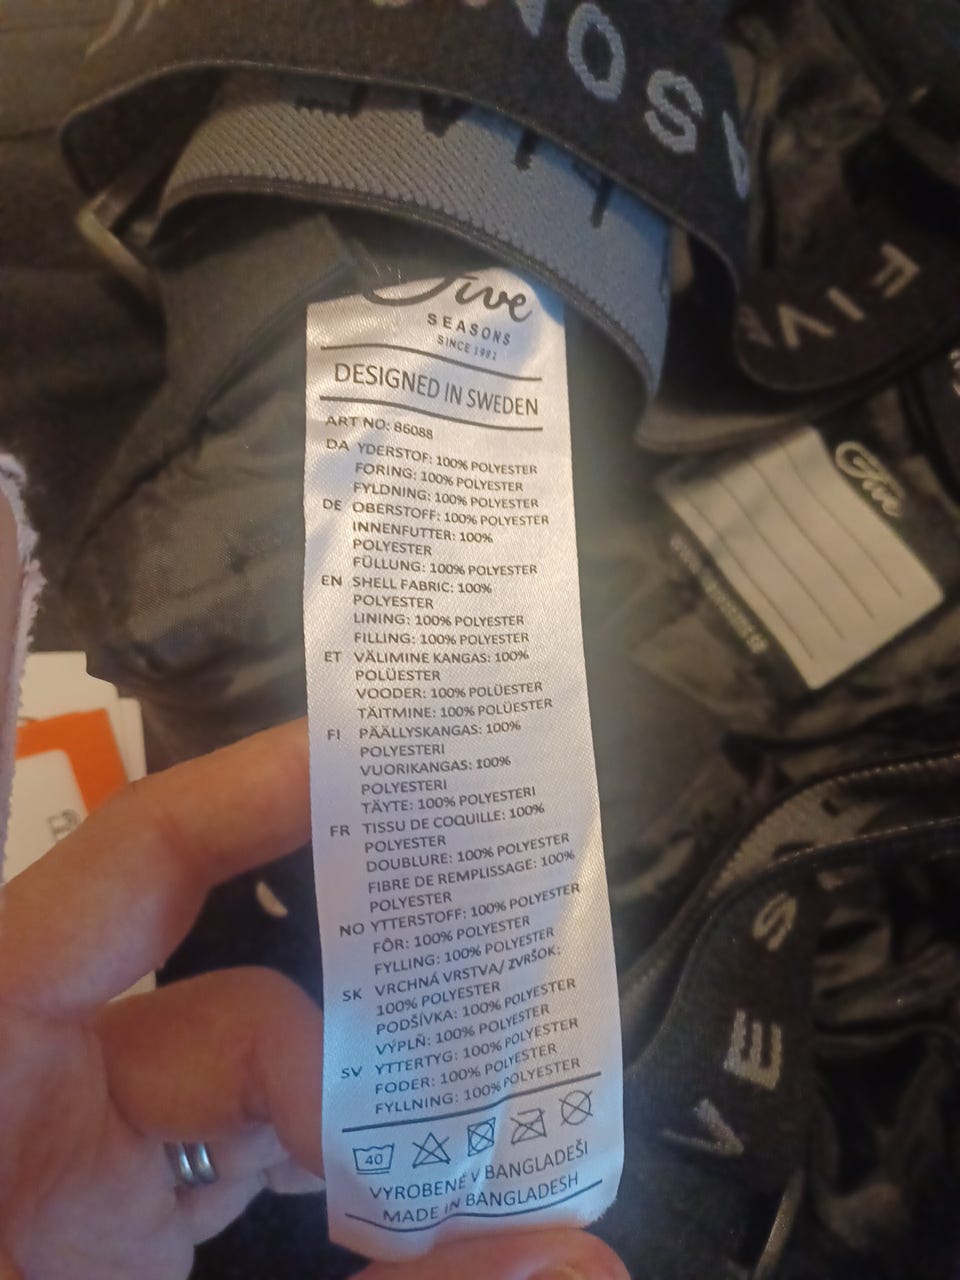 Five
SEASONS
SINCE 1982
DESIGNED IN SWEDEN
ART NO: 86088
DA YDERSTOF: 100% POLYESTER
FORING: 100% POLYESTER
FYLDNING: 100% POLYESTER
DE OBERSTOFF: 100% POLYESTER
INNENFUTTER: 100%
POLYESTER
FÜLLUNG: 100% POLYESTER
EN SHELL FABRIC: 100%
POLYESTER
LINING: 100% POLYESTER
FILLING: 100% POLYESTER
ET VÄLIMINE KANGAS: 100%
POLÜESTER
VOODER: 100% POLÜESTER
TÄITMINE: 100% POLÜESTER
FI PÄÄLLYSKANGAS: 100%
POLYESTERI
VUORIKANGAS: 100%
POLYESTERI
TÄYTE: 100% POLYESTERI
FR TISSU DE COQUILLE: 100%
POLYESTER
DOUBLURE: 100% POLYESTER
FIBRE DE REMPLISSAGE: 100%
POLYESTER
NO YTTERSTOFF: 100% POLYESTER
FÔR: 100% POLYESTER
FYLLING: 100% POLYESTER
SK VRCHNÁ VRSTVA/ ZVRŠOK:
100% POLYESTER
PODŠÍVKA: 100% POLYESTER
VÝPLŇ: 100% POLYESTER
SV YTTERTYG: 100% POLYESTER
FODER: 100% POLYESTER
FYLLNING: 100% POLYESTER
40
VYROBENÉ V BANGLADEŠI
MADE IN BANGLADESH
FIVE
Five